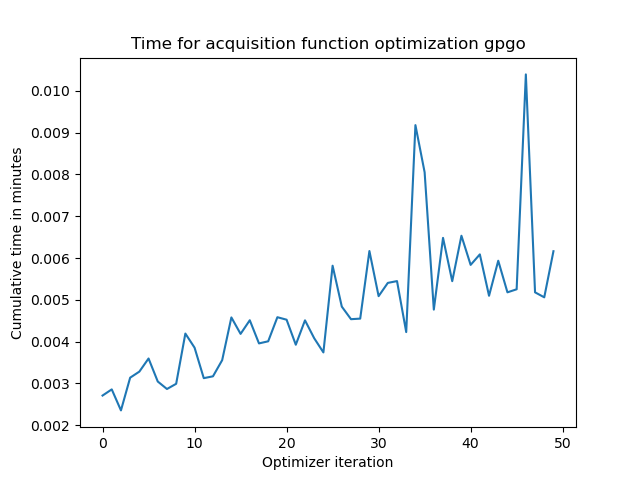 Time for acquisition function optimization gpgo
Cumulative time in minutes
0.010
0.009
0.008
0.007
0.006
0.005
0.004
0.003
0.002
0 10 20 30 40 50
Optimizer iteration